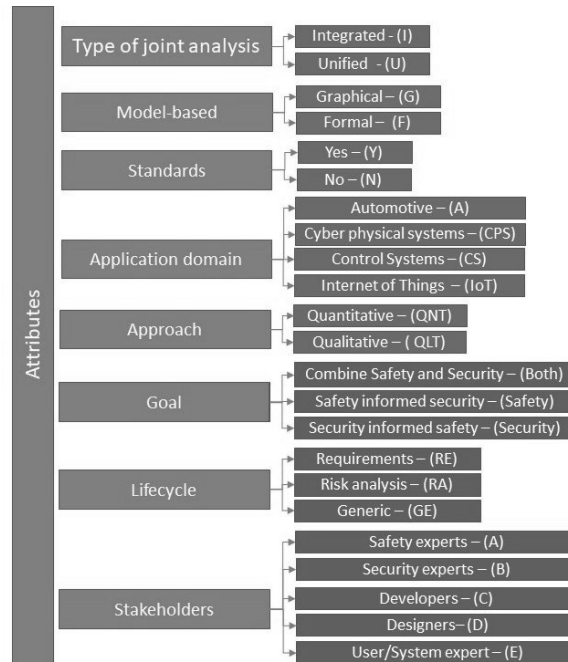 Attributes
Type of joint analysis
Integrated - (I)
Unified - (U)
Model-based
Graphical – (G)
Formal – (F)
Standards
Yes – (Y)
No – (N)
Application domain
Automotive – (A)
Cyber physical systems – (CPS)
Control Systems – (CS)
Internet of Things – (IoT)
Approach
Quantitative – (QNT)
Qualitative – ( QLT)
Goal
Combine Safety and Security – (Both)
Safety informed security – (Safety)
Security informed safety – (Security)
Lifecycle
Requirements – (RE)
Risk analysis – (RA)
Generic – (GE)
Stakeholders
Safety experts – (A)
Security experts – (B)
Developers – (C)
Designers– (D)
User/System expert – (E)